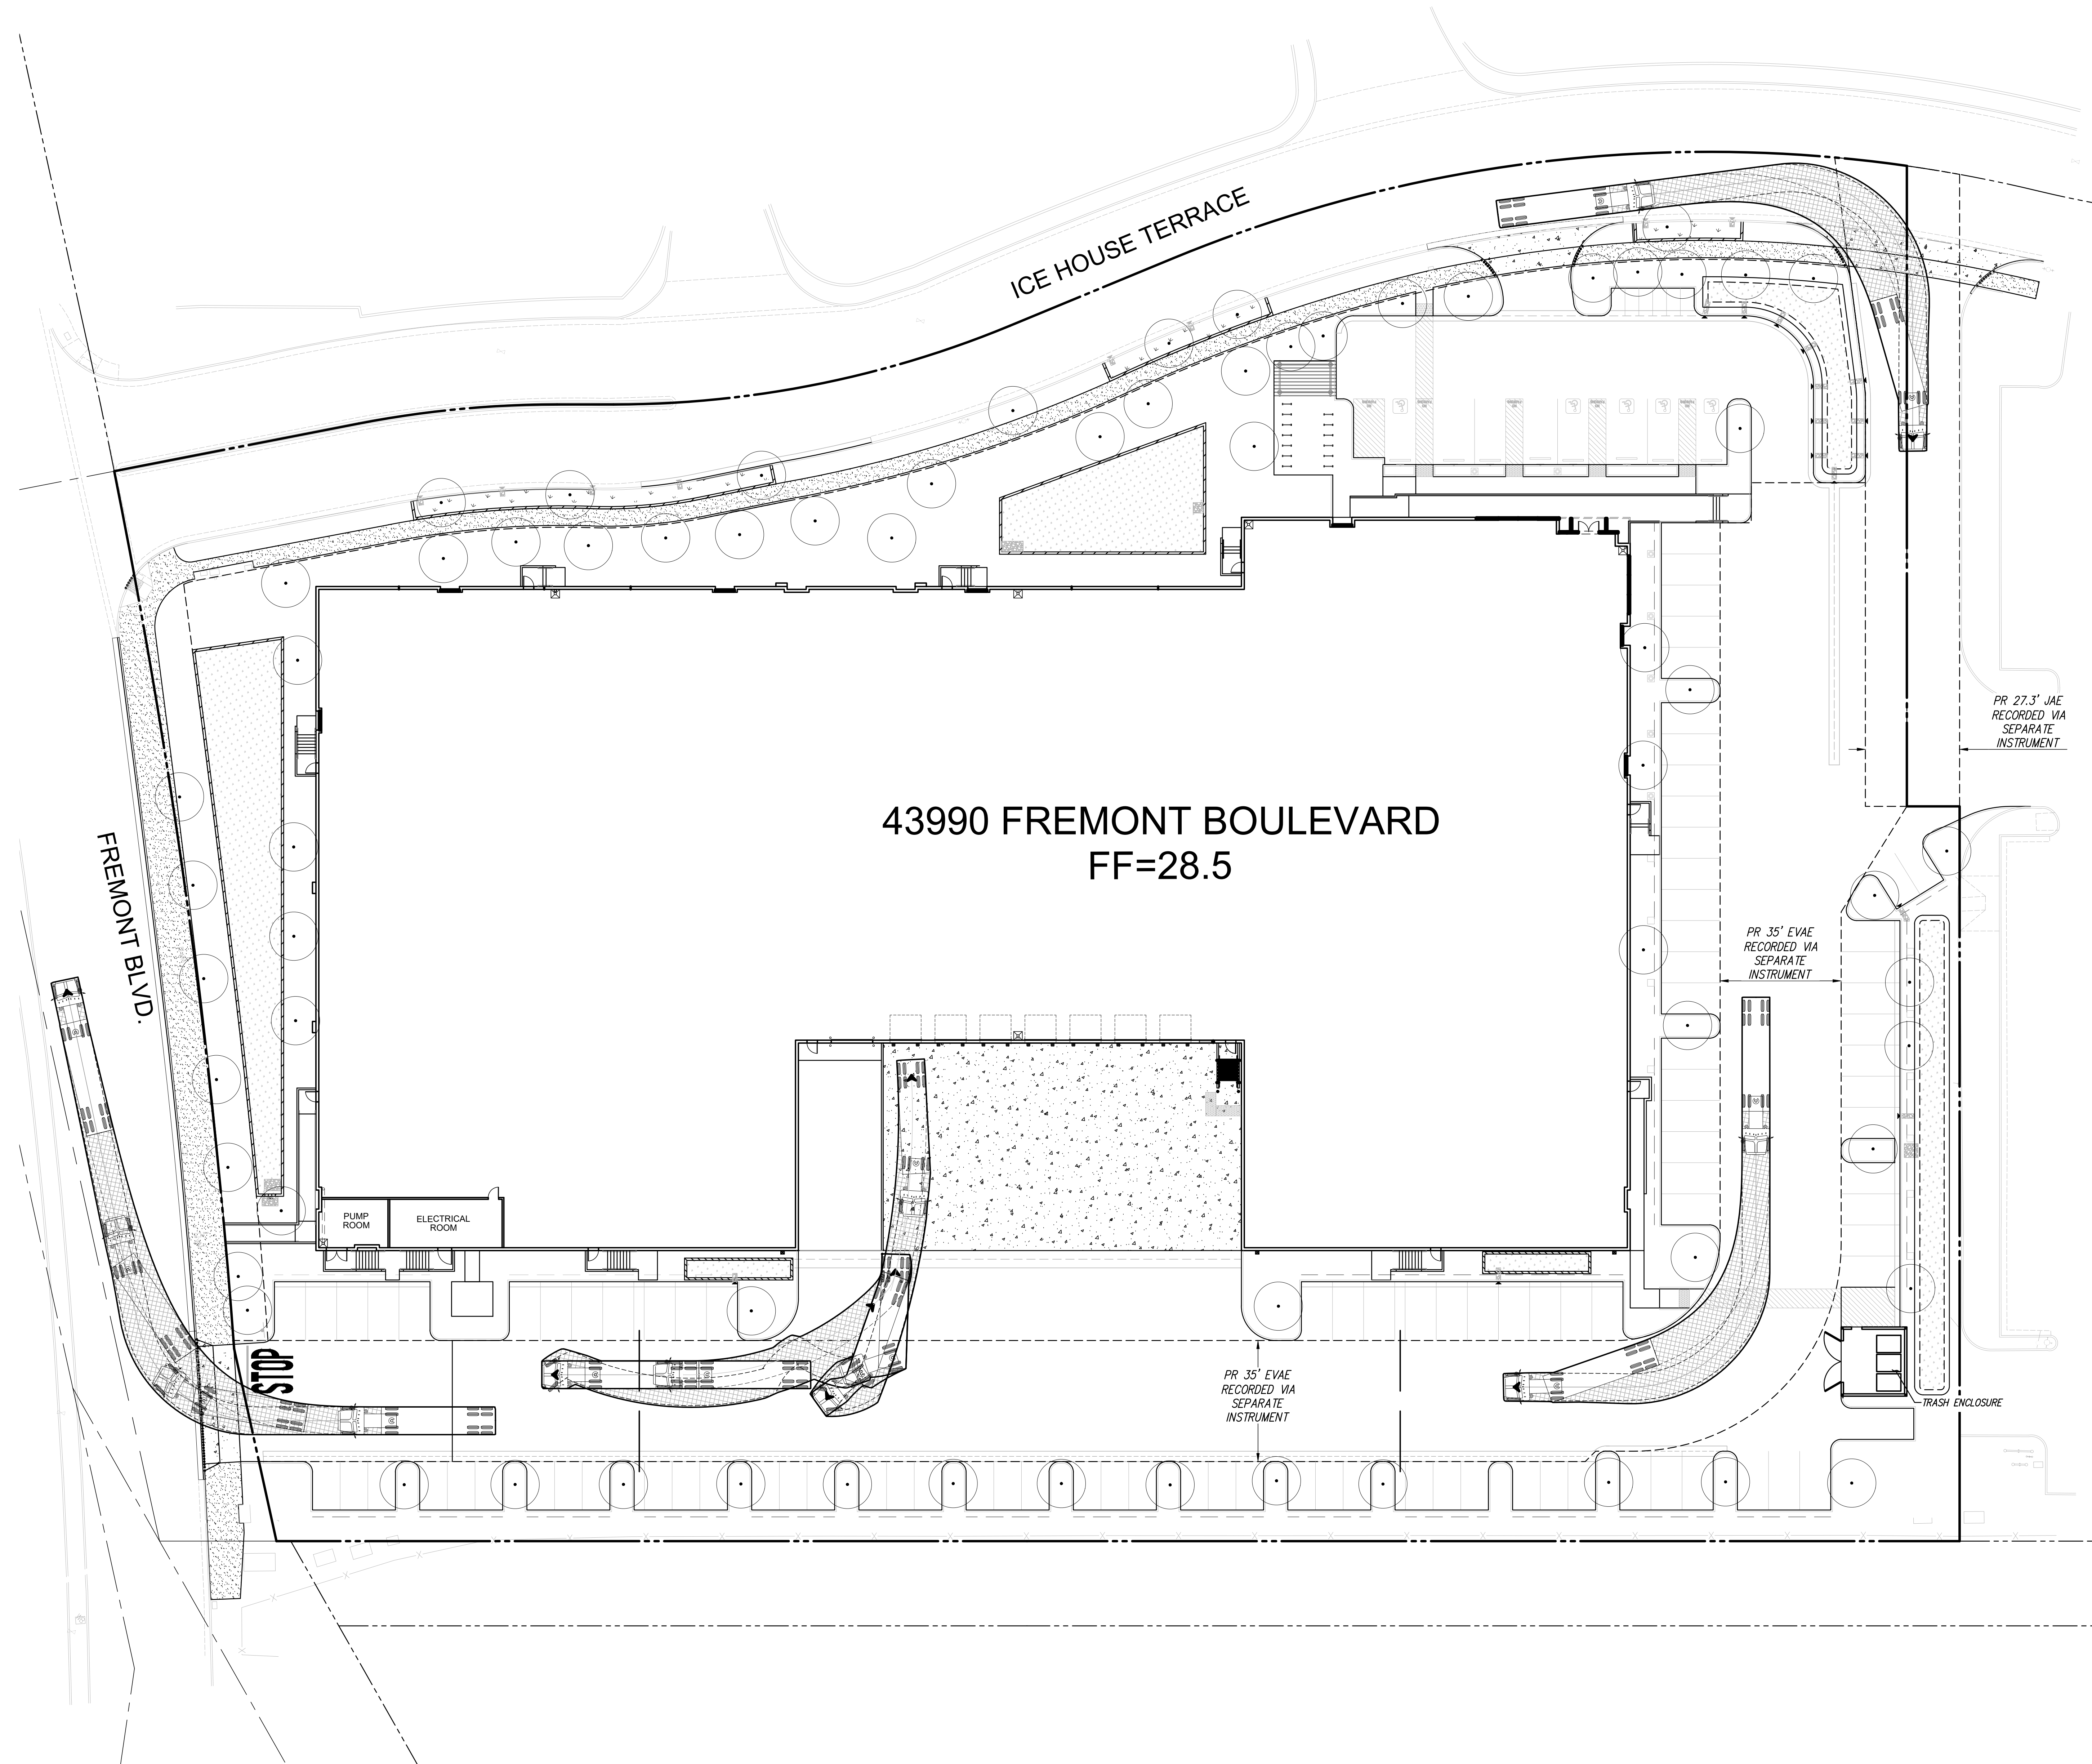 ICE HOUSE TERRACE
PR 27.3' JAE
RECORDED VIA
SEPARATE
INSTRUMENT
43990 FREMONT BOULEVARD
FF=28.5
FREMONT BLVD.
PR 35' EVAE
RECORDED VIA
SEPARATE
INSTRUMENT
PUMP
ROOM
ELECTRICAL
ROOM
STOP
PR 35' EVAE
RECORDED VIA
SEPARATE
INSTRUMENT
TRASH ENCLOSURE